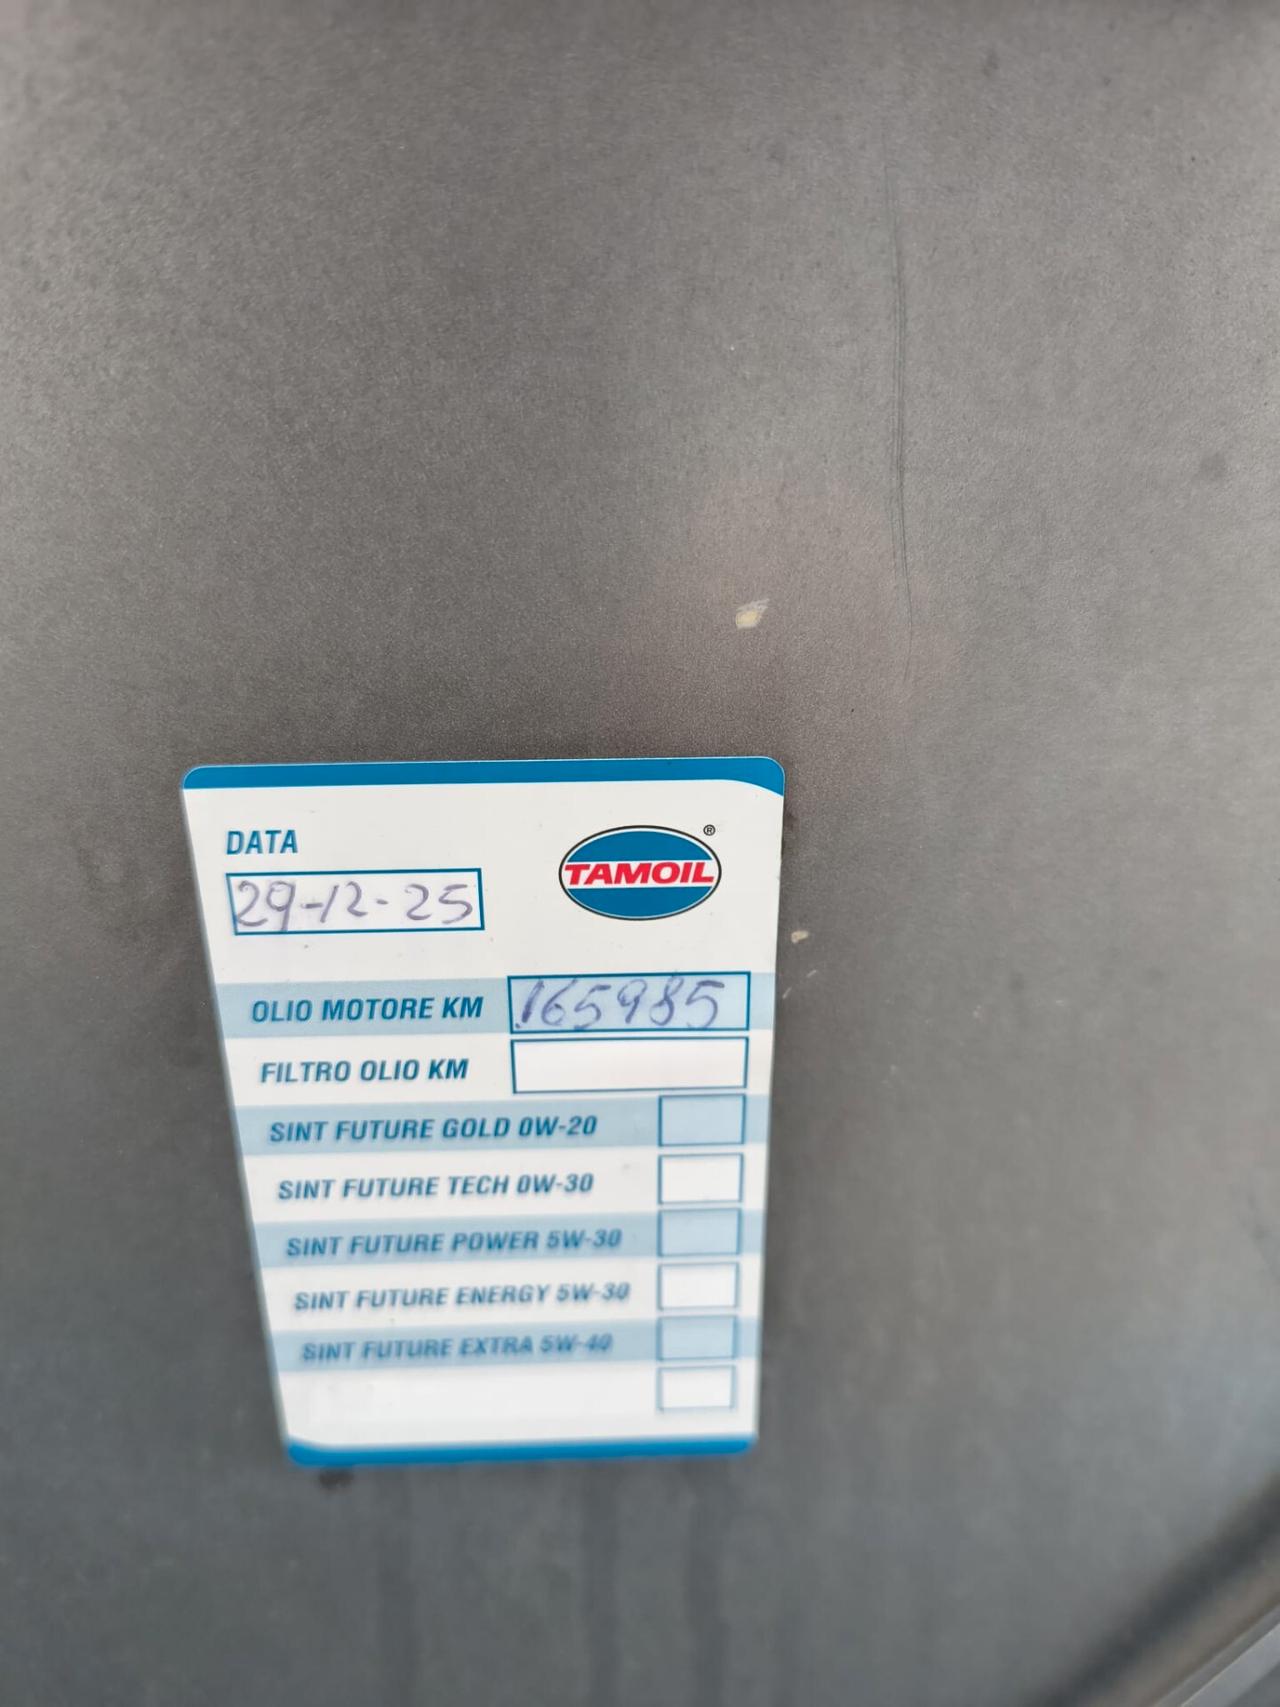 DATA
TAMOIL®
29-12-25
OLIO MOTORE KM 165985
FILTRO OLIO KM
SINT FUTURE GOLD 0W-20
SINT FUTURE TECH 0W-30
SINT FUTURE POWER 5W-30
SINT FUTURE ENERGY 5W-30
SINT FUTURE EXTRA 5W-40